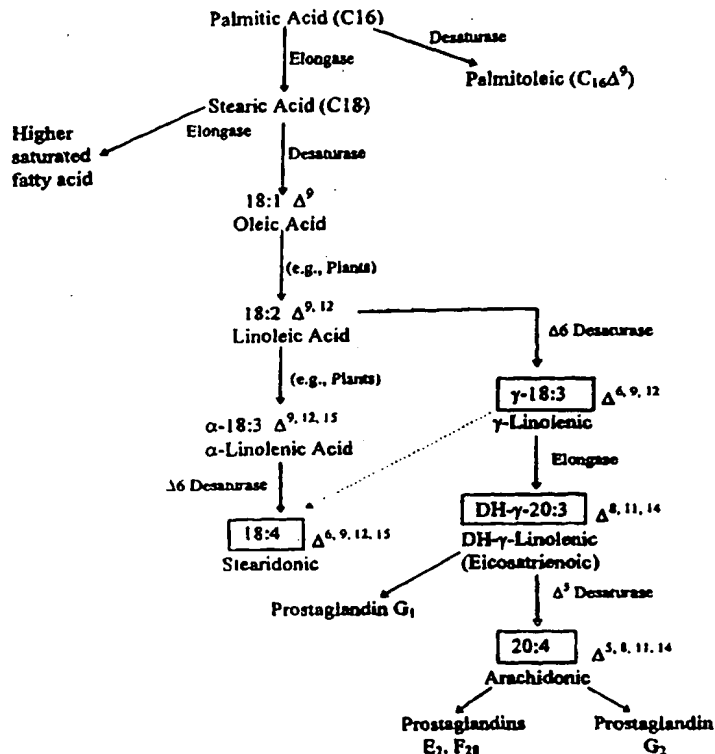 Palmitic Acid (C16)
Desaturase
Elongase
Palmitoleic (C₁₆Δ⁹)
Stearic Acid (C18)
Elongase
Higher
saturated
fatty acid
Desaturase
18:1 Δ⁹
Oleic Acid
(e.g., Plants)
18:2 Δ⁹, ¹²
Linoleic Acid
Δ6 Desaturase
(e.g., Plants)
γ-18:3 Δ⁶, ⁹, ¹²
γ-Linolenic
α-18:3 Δ⁹, ¹², ¹⁵
α-Linolenic Acid
Elongase
Δ6 Desaturase
DH-γ-20:3 Δ⁸, ¹¹, ¹⁴
DH-γ-Linolenic
(Eicosatrienoic)
18:4 Δ⁶, ⁹, ¹², ¹⁵
Stearidonic
Δ⁵ Desaturase
Prostaglandin G₁
20:4 Δ⁵, ⁸, ¹¹, ¹⁴
Arachidonic
Prostaglandins
E₂,
Prostaglandin
G₂